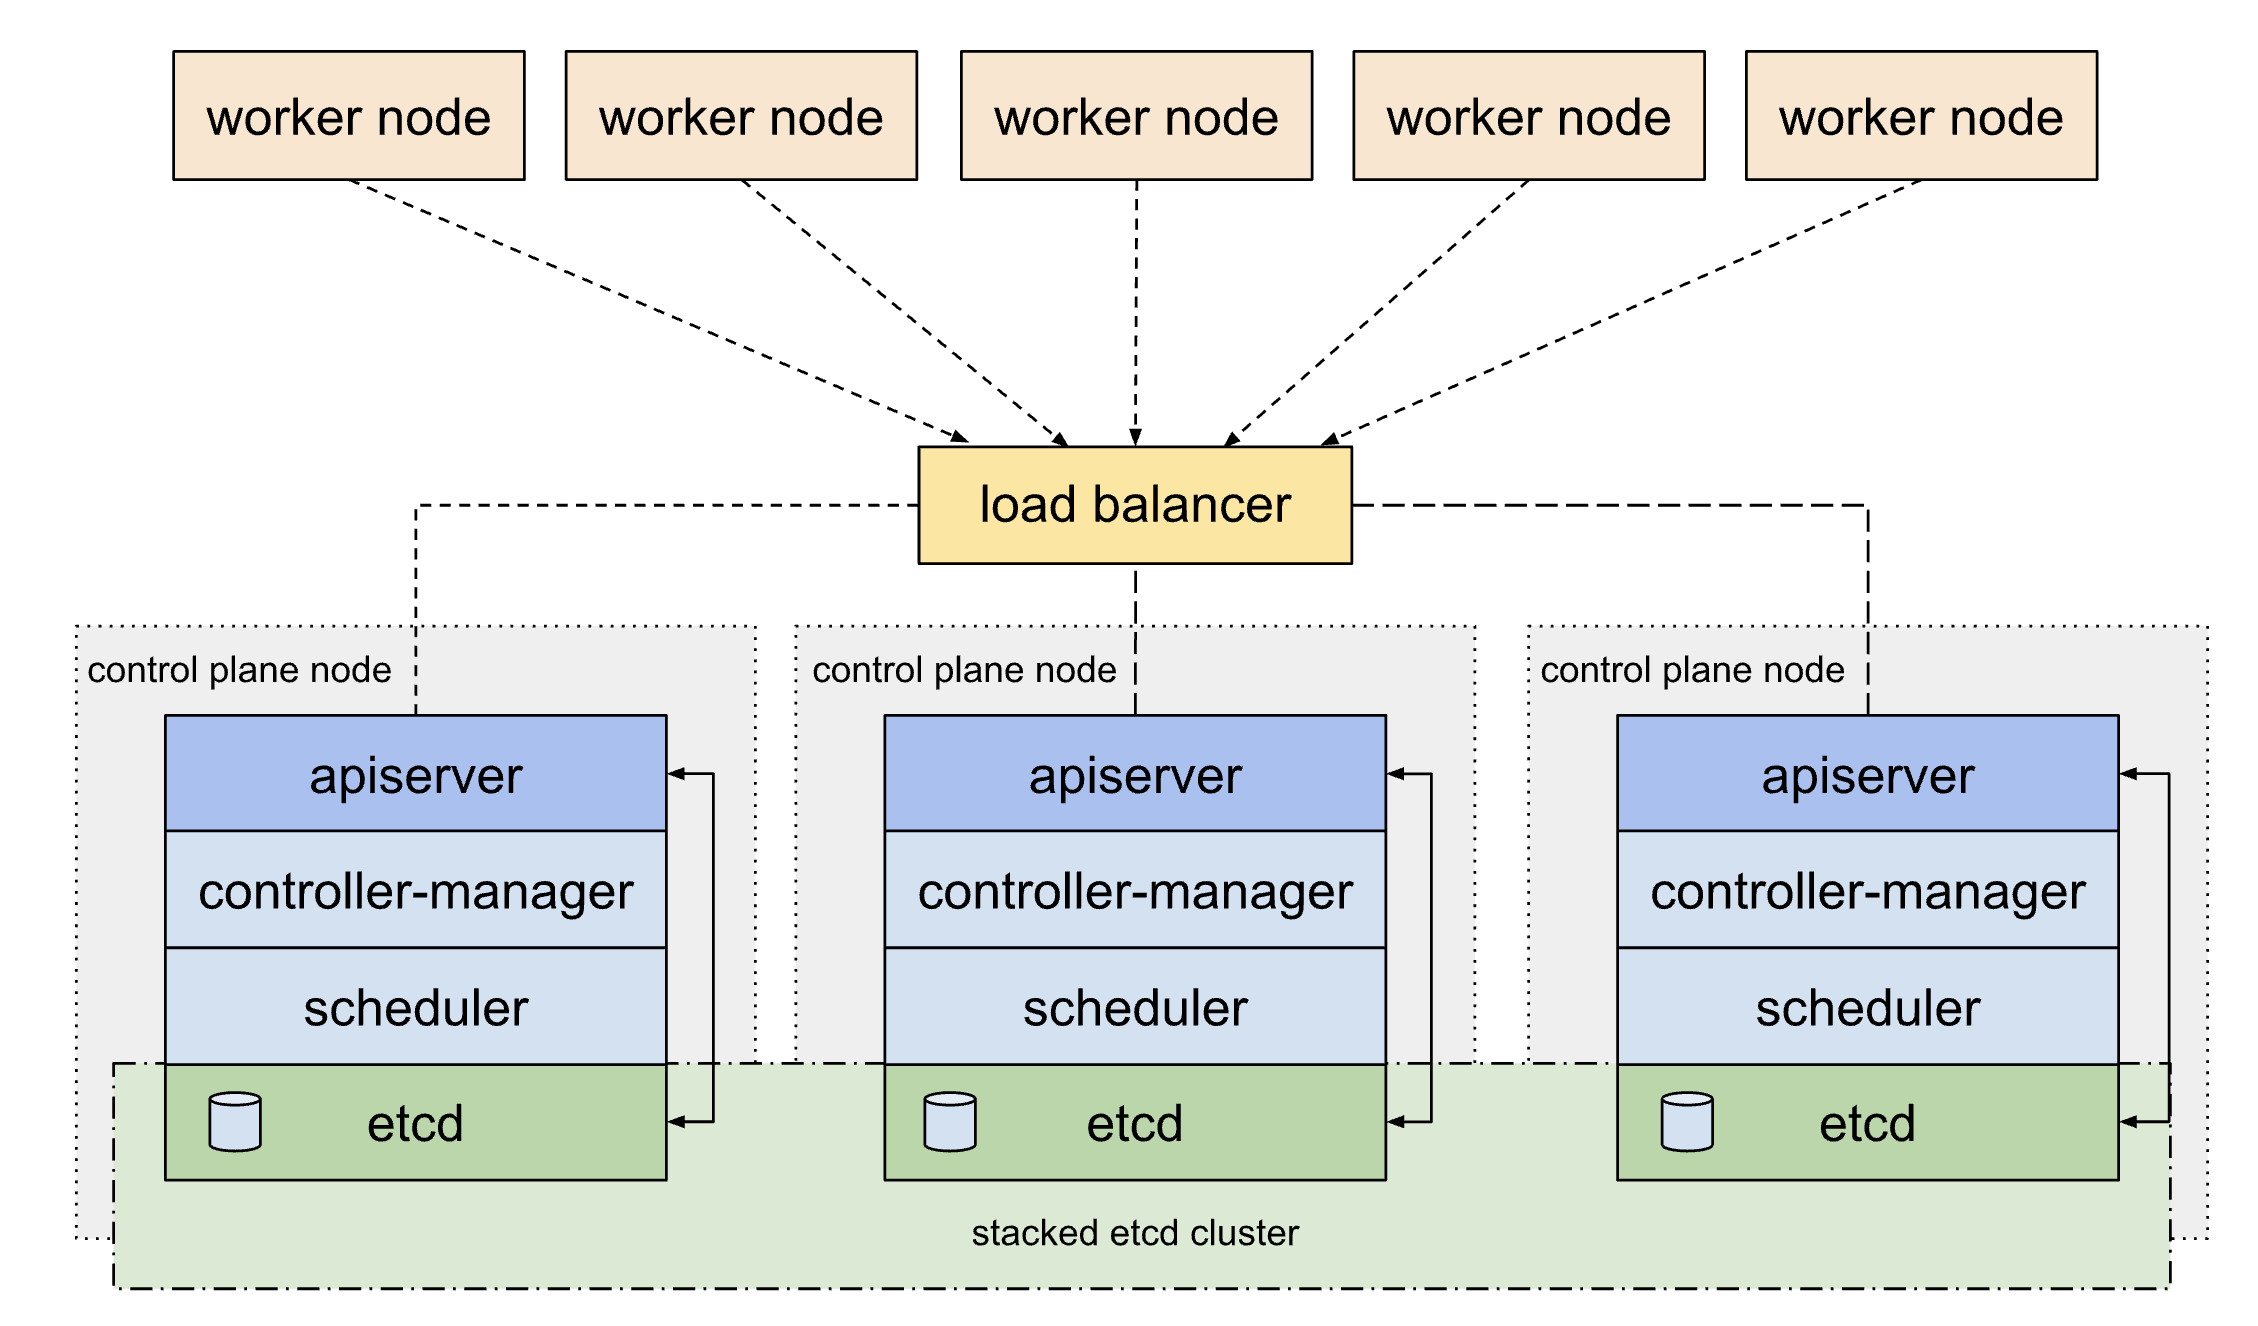 worker node
worker node
worker node
worker node
worker node
load balancer
control plane node
control plane node
control plane node
apiserver
apiserver
apiserver
controller-manager
controller-manager
controller-manager
scheduler
scheduler
scheduler
etcd
etcd
etcd
stacked etcd cluster